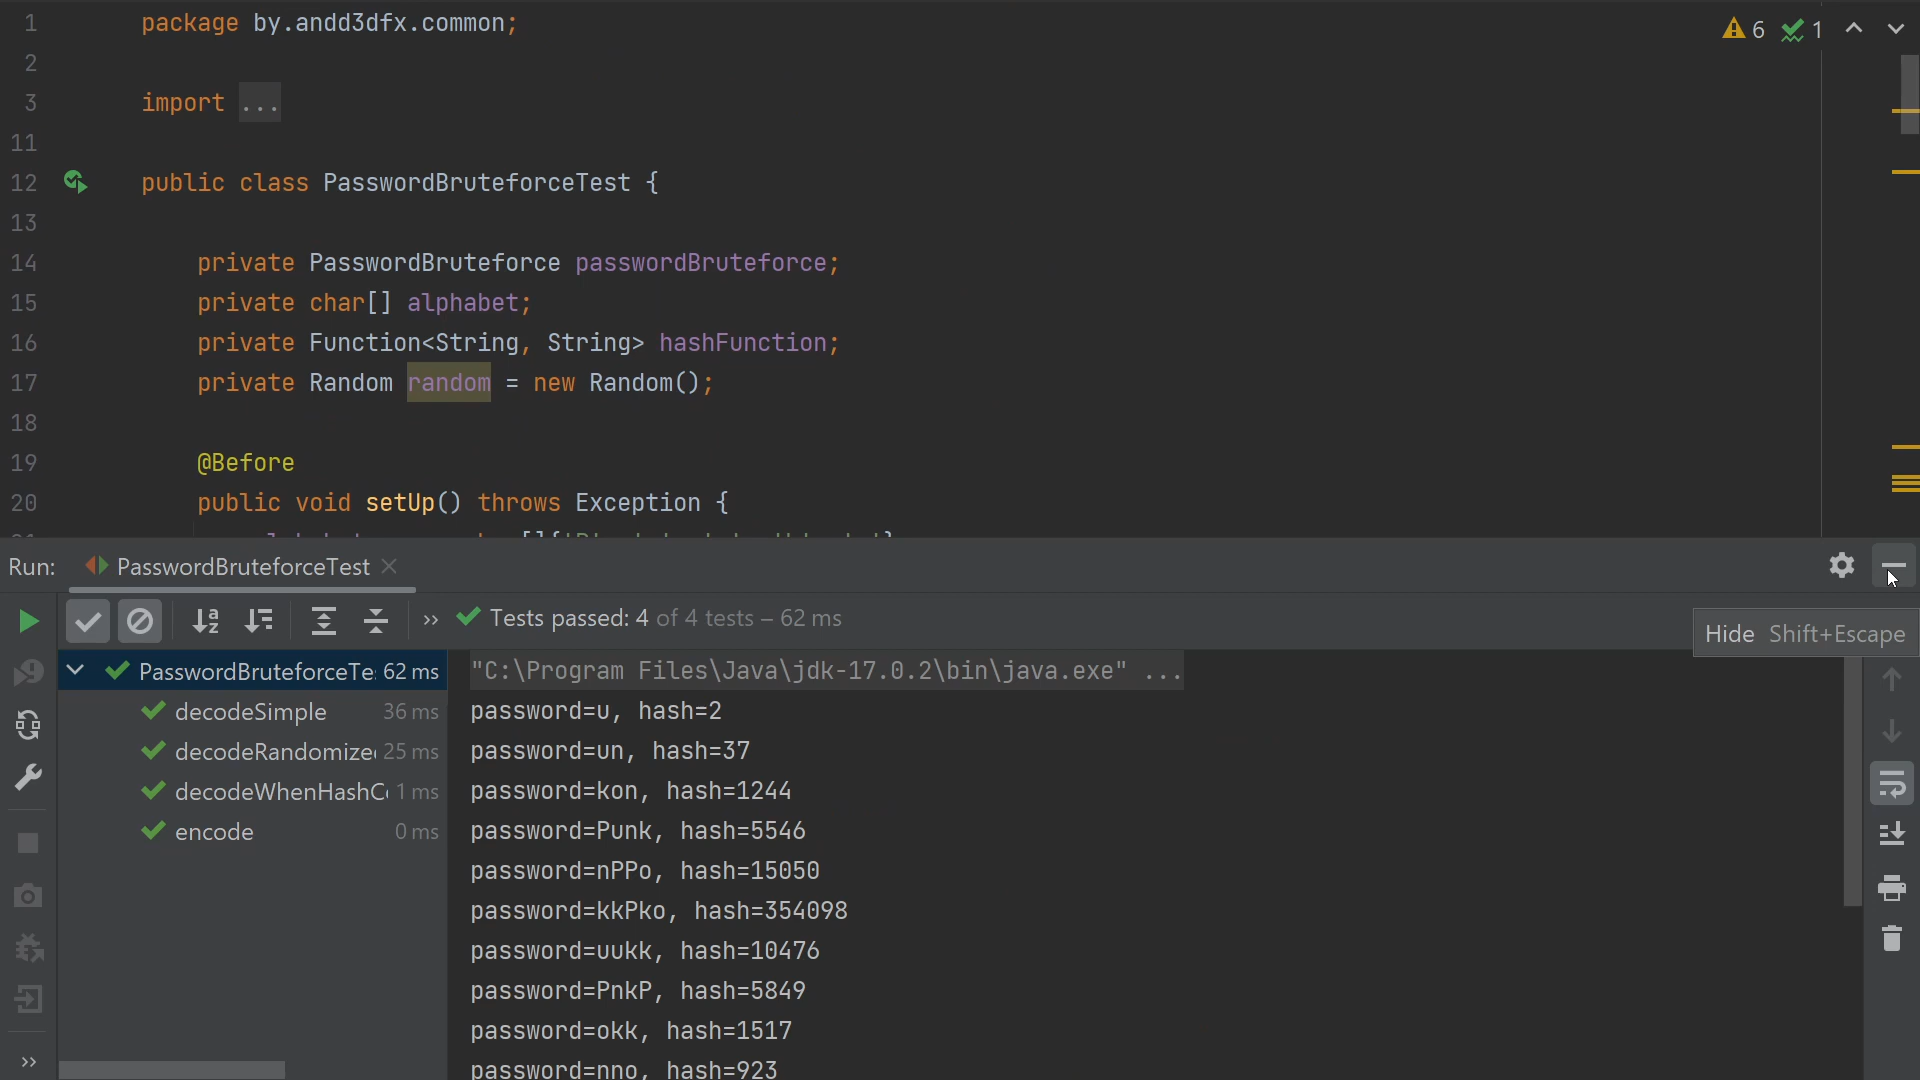 1 package by.andd3dfx.common;
6 1
2
3 import ...
11
12 public class PasswordBruteforceTest {
13
14 private PasswordBruteforce passwordBruteforce;
15 private char[] alphabet;
16 private Function<String, String> hashFunction;
17 private Random random = new Random();
18
19 @Before
20 public void setUp() throws Exception {
Run: PasswordBruteforceTest
» Tests passed: 4 of 4 tests – 62 ms
Hide Shift+Escape
PasswordBruteforceTe 62 ms
decodeSimple 36 ms
decodeRandomize 25 ms
decodeWhenHashC 1 ms
encode 0 ms
"C:\Program Files\Java\jdk-17.0.2\bin\java.exe" ...
password=u, hash=2
password=un, hash=37
password=kon, hash=1244
password=Punk, hash=5546
password=nPPo, hash=15050
password=kkPko, hash=354098
password=uukk, hash=10476
password=PnkP, hash=5849
password=okk, hash=1517
password=nno, hash=923
»